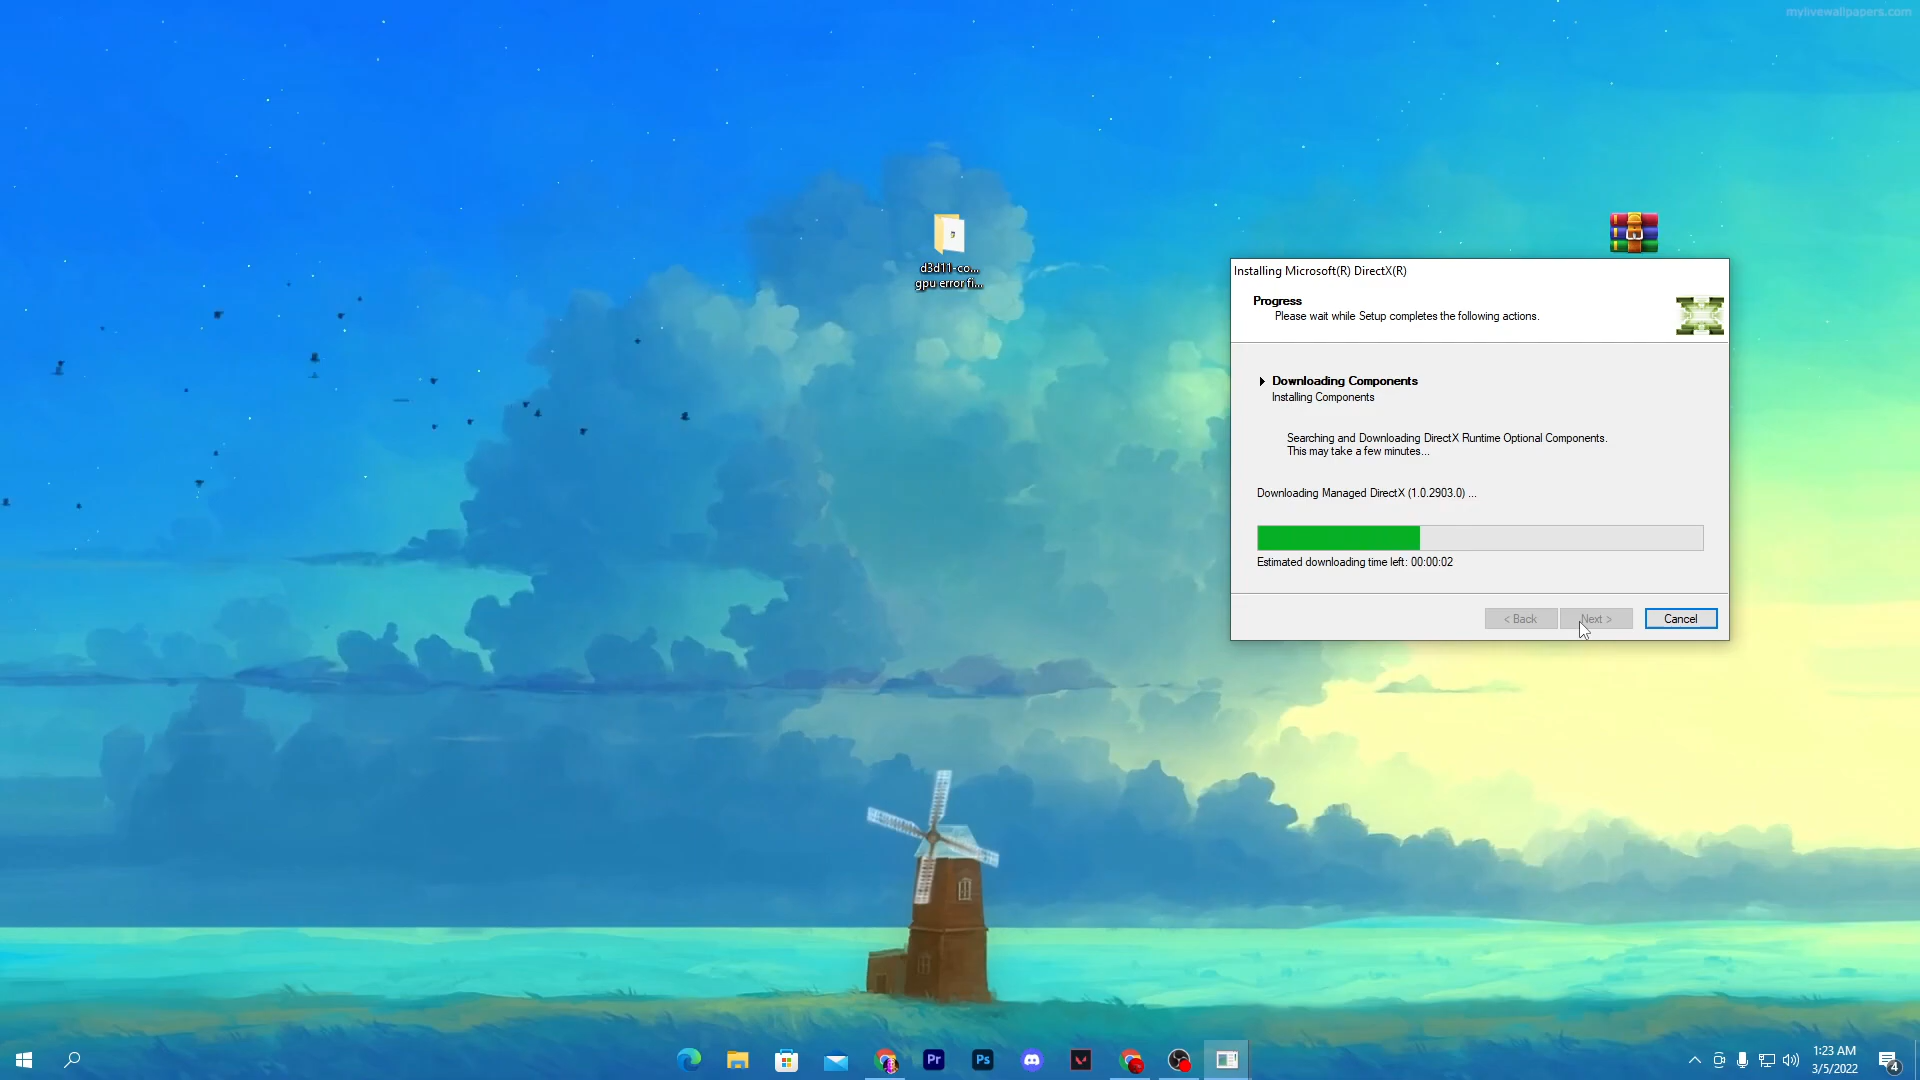 mylivewallpapers.com
d3d11-co...
gpu error fi...
Installing Microsoft(R) DirectX(R)
Progress
Please wait while Setup completes the following actions.
Downloading Components
Installing Components
Searching and Downloading DirectX Runtime Optional Components.
This may take a few minutes...
Downloading Managed DirectX (1.0.2903.0) ...
Estimated downloading time left: 00:00:02
< Back
Next >
Cancel
Pr
Ps
1:23 AM
3/5/2022
4